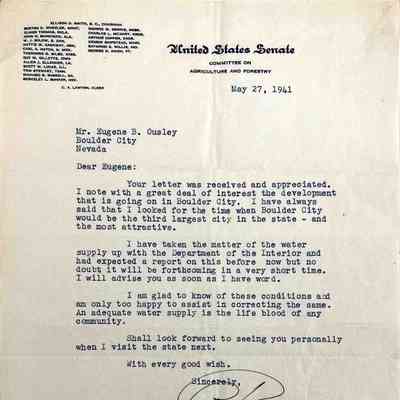 ELLISON D. SMITH, S. C., CHAIRMAN
United States Senate
COMMITTEE ON
AGRICULTURE AND FORESTRY
May 27, 1941
Mr. Eugene B. Ousley
Boulder City
Nevada
Dear Eugene:
Your letter was received and appreciated.
I note with a great deal of interest the development
that is going on in Boulder City. I have always
said that I looked for the time when Boulder City
would be the third largest city in the state - and
the most attractive.
I have taken the matter of the water
supply up with the Department of the Interior and
had expected a report on this before now but no
doubt it will be forthcoming in a very short time.
I will advise you as soon as I have word.
I am glad to know of these conditions and
am only too happy to assist in correcting the same.
An adequate water supply is the life blood of any
community.
Shall look forward to seeing you personally
when I visit the state next.
With every good wish.
Sincerely,